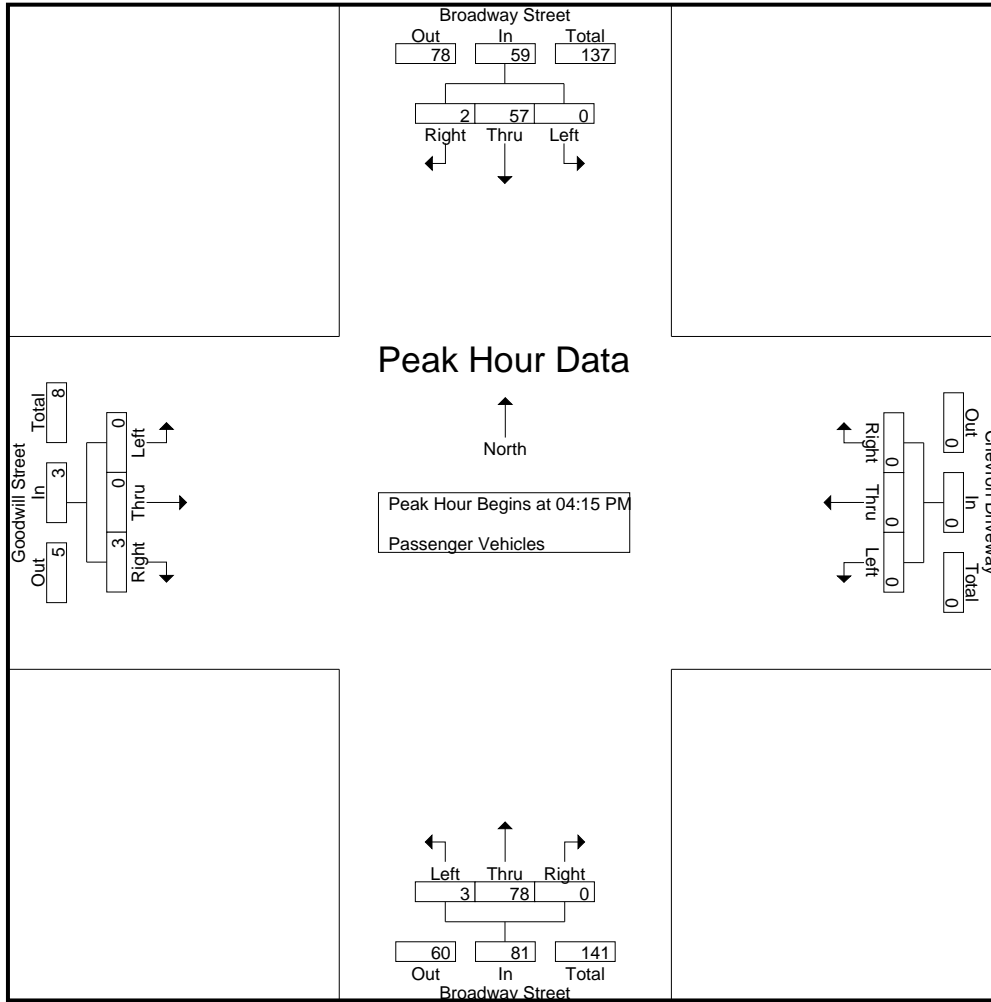 Broadway Street
Out In Total
78 59 137
2 57 0
Right Thru Left
Peak Hour Data
North
Peak Hour Begins at 04:15 PM
Passenger Vehicles
Goodwill Street
Total In Out
8 3 5
0 0 3
Left Thru Right
Right Thru Left
0 0 0
Out In Total
0 0 0
Chevron Driveway
Left Thru Right
3 78 0
60 81 141
Out In Total
Broadway Street